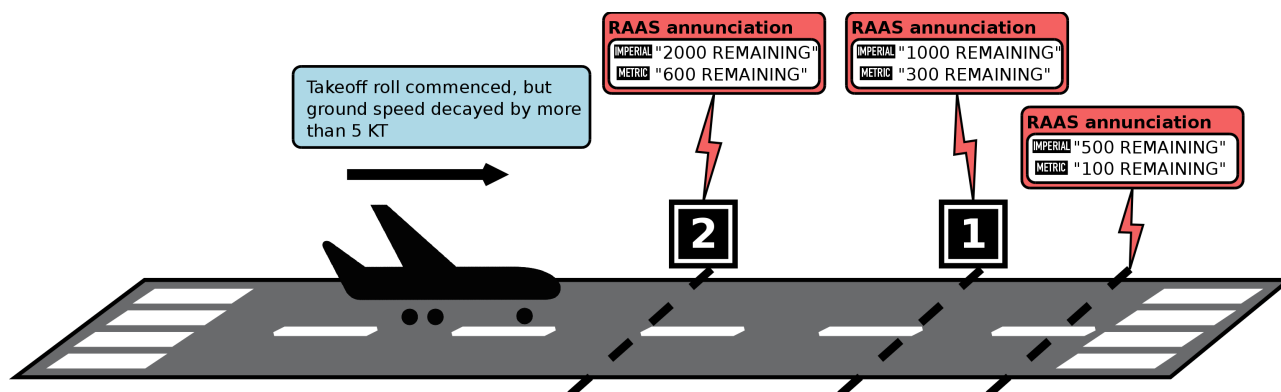 Takeoff roll commenced, but
ground speed decayed by more
than 5 KT
RAAS annunciation
IMPERIAL "2000 REMAINING"
METRIC "600 REMAINING"
RAAS annunciation
IMPERIAL "1000 REMAINING"
METRIC "300 REMAINING"
RAAS annunciation
IMPERIAL "500 REMAINING"
METRIC "100 REMAINING"
2
1